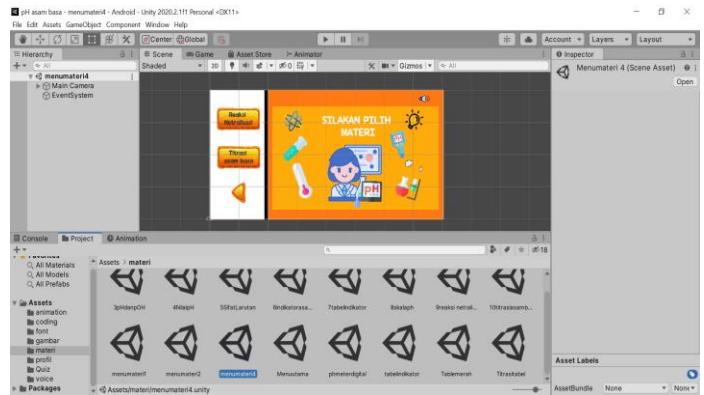 pH asam basa - menumateri4 - Android - Unity 2020.2.1f1 Personal <DX11>
File Edit Assets GameObject Component Window Help
Center Global Account Layers Layout
Hierarchy Scene Game Asset Store Animator Inspector
All Shaded 2D 0 Gizmos All
menumateri4 Menumateri 4 (Scene Asset)
Main Camera Open
EventSystem
Reaksi
Netralisasi
SILAKAN PILIH
MATERI
Titrasi
asam basa
pH
Console Project Animation
18
Favorites
All Materials Assets > materi
All Models
All Prefabs
3pHdanpOH 4NilaipH 5SifatLarutan 6indikatorasa... 7tabelindikator 8skalaph 9reaksi netrali... 10titrasiasamb...
Assets
animation
coding
font
gambar
materi
profil
Quiz
voice
Packages
menumateri1 menumateri2 menumateri4 Menuutama phmeterdigital tabelindikator Tablemerah Titrasitabel
Asset Labels
Assets/materi/menumateri4.unity AssetBundle None None